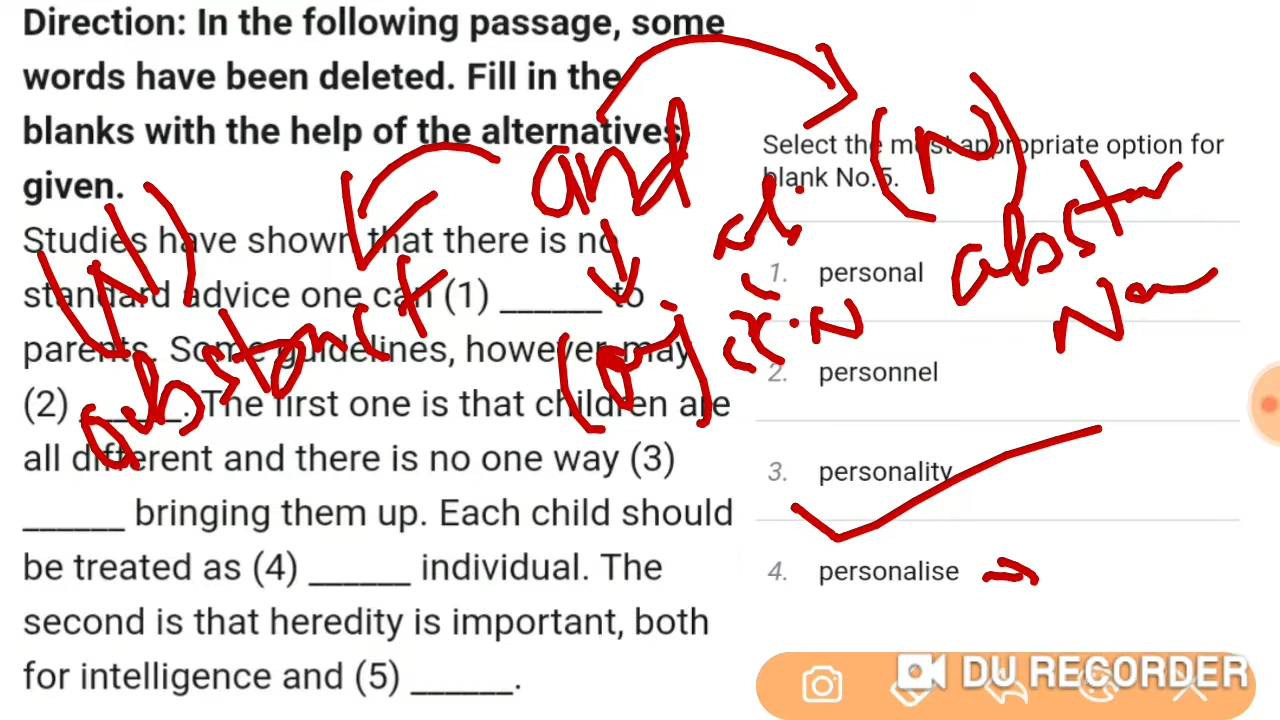 Direction: In the following passage, some
words have been deleted. Fill in the
blanks with the help of the alternatives
given.
Studies have shown that there is no
standard advice one can (1) ______ to
parents. Some guidelines, however, may
(2) ______. The first one is that children are
all different and there is no one way (3)
______ bringing them up. Each child should
be treated as (4) ______ individual. The
second is that heredity is important, both
for intelligence and (5) ______.
Select the most appropriate option for
blank No.5.
1. personal
2. personnel
3. personality
4. personalise
and
(N)
abstract
(N)
Noun
DU RECORDER